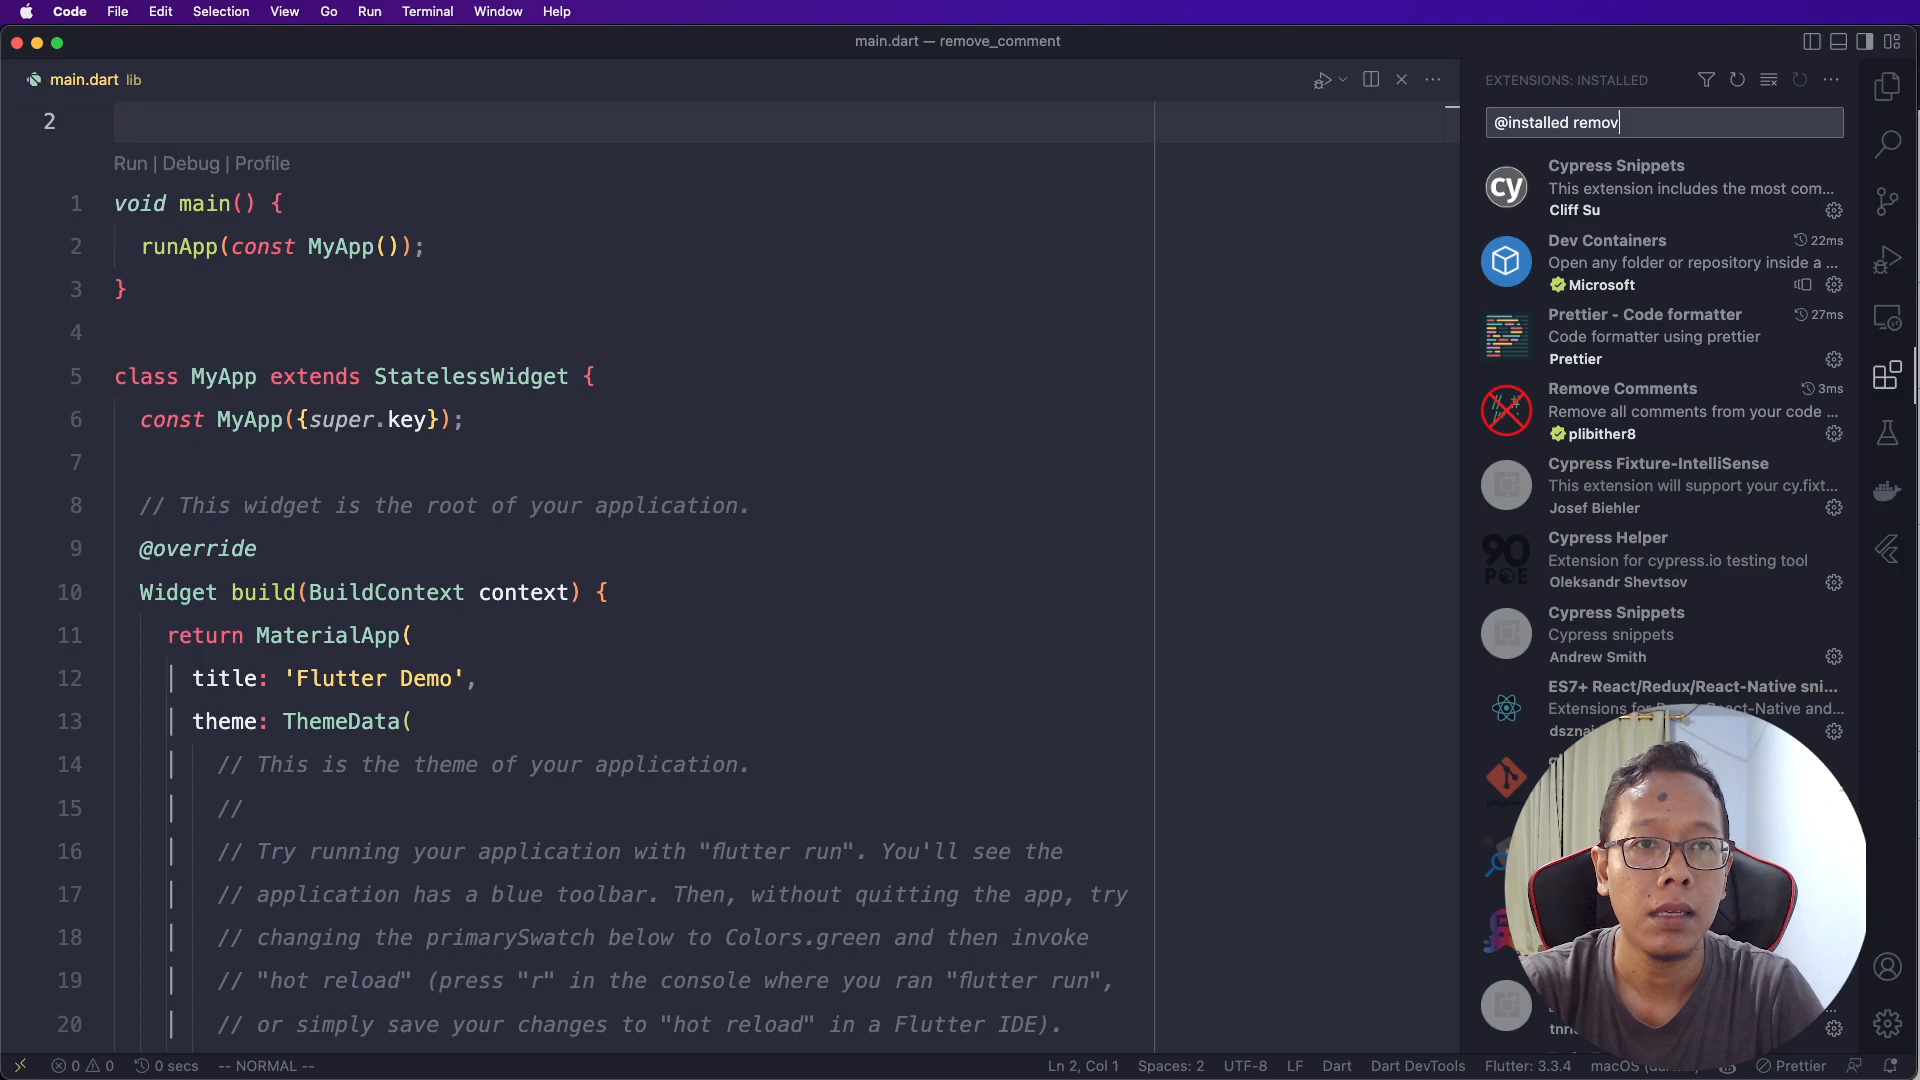 Code File Edit Selection View Go Run Terminal Window Help
main.dart — remove_comment
main.dart lib
2
Run | Debug | Profile
1 void main() {
2 runApp(const MyApp());
3 }
4
5 class MyApp extends StatelessWidget {
6 const MyApp({super.key});
7
8 // This widget is the root of your application.
9 @override
10 Widget build(BuildContext context) {
11 return MaterialApp(
12 title: 'Flutter Demo',
13 theme: ThemeData(
14 // This is the theme of your application.
15 //
16 // Try running your application with "flutter run". You'll see the
17 // application has a blue toolbar. Then, without quitting the app, try
18 // changing the primarySwatch below to Colors.green and then invoke
19 // "hot reload" (press "r" in the console where you ran "flutter run",
20 // or simply save your changes to "hot reload" in a Flutter IDE).
EXTENSIONS: INSTALLED
@installed remov
cy
Cypress Snippets
This extension includes the most com...
Cliff Su
Dev Containers 22ms
Open any folder or repository inside a ...
Microsoft
Prettier - Code formatter 27ms
Code formatter using prettier
Prettier
Remove Comments 3ms
Remove all comments from your code ...
plibither8
Cypress Fixture-IntelliSense
This extension will support your cy.fixt...
Josef Biehler
90
POE
Cypress Helper
Extension for cypress.io testing tool
Oleksandr Shevtsov
Cypress Snippets
Cypress snippets
Andrew Smith
ES7+ React/Redux/React-Native sni...
Extensions for React, React-Native and...
0 0 0 secs -- NORMAL --
Ln 2, Col 1 Spaces: 2 UTF-8 LF Dart Dart DevTools Flutter: 3.3.4 macOS Prettier